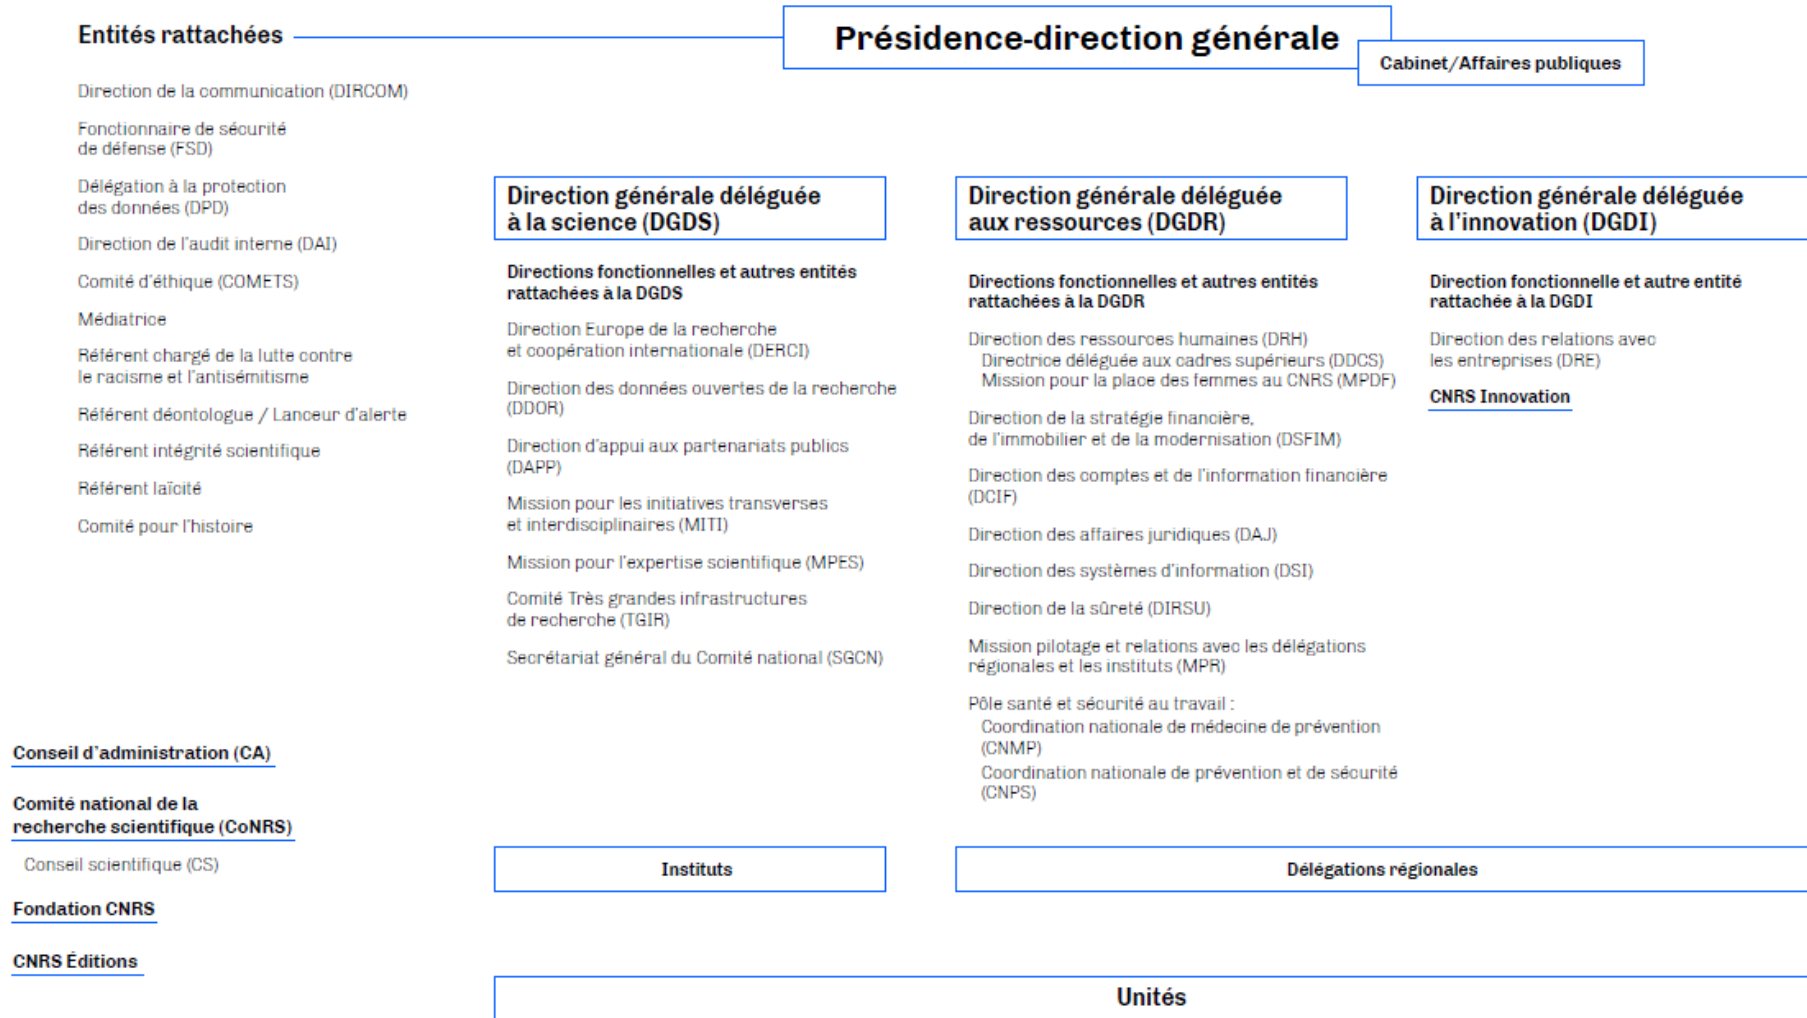 Entités rattachées
Présidence-direction générale
Cabinet/Affaires publiques
Direction de la communication (DIRCOM)
Fonctionnaire de sécurité
de défense (FSD)
Délégation à la protection
des données (DPD)
Direction de l'audit interne (DAI)
Comité d'éthique (COMETS)
Médiatrice
Référent chargé de la lutte contre
le racisme et l'antisémitisme
Référent déontologue / Lanceur d'alerte
Référent intégrité scientifique
Référent laïcité
Comité pour l'histoire
Conseil d'administration (CA)
Comité national de la
recherche scientifique (CoNRS)
Conseil scientifique (CS)
Fondation CNRS
CNRS Éditions
Direction générale déléguée
à la science (DGDS)
Directions fonctionnelles et autres entités
rattachées à la DGDS
Direction Europe de la recherche
et coopération internationale (DERCI)
Direction des données ouvertes de la recherche
(DDOR)
Direction d'appui aux partenariats publics
(DAPP)
Mission pour les initiatives transverses
et interdisciplinaires (MITI)
Mission pour l'expertise scientifique (MPES)
Comité Très grandes infrastructures
de recherche (TGIR)
Secrétariat général du Comité national (SGCN)
Instituts
Direction générale déléguée
aux ressources (DGDR)
Directions fonctionnelles et autres entités
rattachées à la DGDR
Direction des ressources humaines (DRH)
Directrice déléguée aux cadres supérieurs (DDCS)
Mission pour la place des femmes au CNRS (MPDF)
Direction de la stratégie financière,
de l'immobilier et de la modernisation (DSFIM)
Direction des comptes et de l'information financière
(DCIF)
Direction des affaires juridiques (DAJ)
Direction des systèmes d'information (DSI)
Direction de la sûreté (DIRSU)
Mission pilotage et relations avec les délégations
régionales et les instituts (MPR)
Pôle santé et sécurité au travail :
Coordination nationale de médecine de prévention
(CNMP)
Coordination nationale de prévention et de sécurité
(CNPS)
Direction générale déléguée
à l'innovation (DGDI)
Direction fonctionnelle et autre entité
rattachée à la DGDI
Direction des relations avec
les entreprises (DRE)
CNRS Innovation
Délégations régionales
Unités